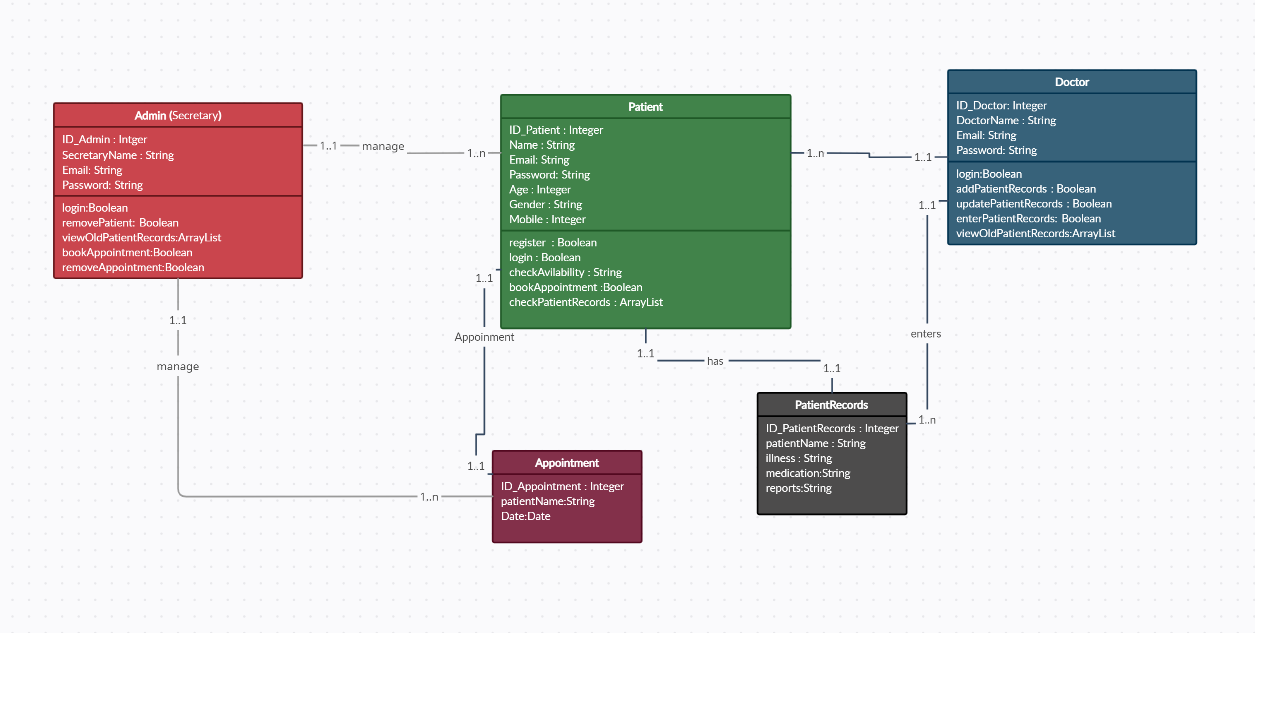 Admin (Secretary)
ID_Admin : Intger
SecretaryName : String
Email: String
Password: String
login:Boolean
removePatient: Boolean
viewOldPatientRecords:ArrayList
bookAppointment:Boolean
removeAppointment:Boolean
1..1
manage
1..n
Patient
ID_Patient : Integer
Name : String
Email: String
Password: String
Age : Integer
Gender : String
Mobile : Integer
register : Boolean
login : Boolean
checkAvilability : String
bookAppointment :Boolean
checkPatientRecords : ArrayList
1..n
1..1
Doctor
ID_Doctor: Integer
DoctorName : String
Email: String
Password: String
login:Boolean
addPatientRecords : Boolean
updatePatientRecords : Boolean
enterPatientRecords: Boolean
viewOldPatientRecords:ArrayList
1..1
enters
1..n
1..1
Appoinment
1..1
1..1
has
1..1
1..1
manage
1..n
PatientRecords
ID_PatientRecords : Integer
patientName : String
illness : String
medication:String
reports:String
Appointment
ID_Appointment : Integer
patientName:String
Date:Date